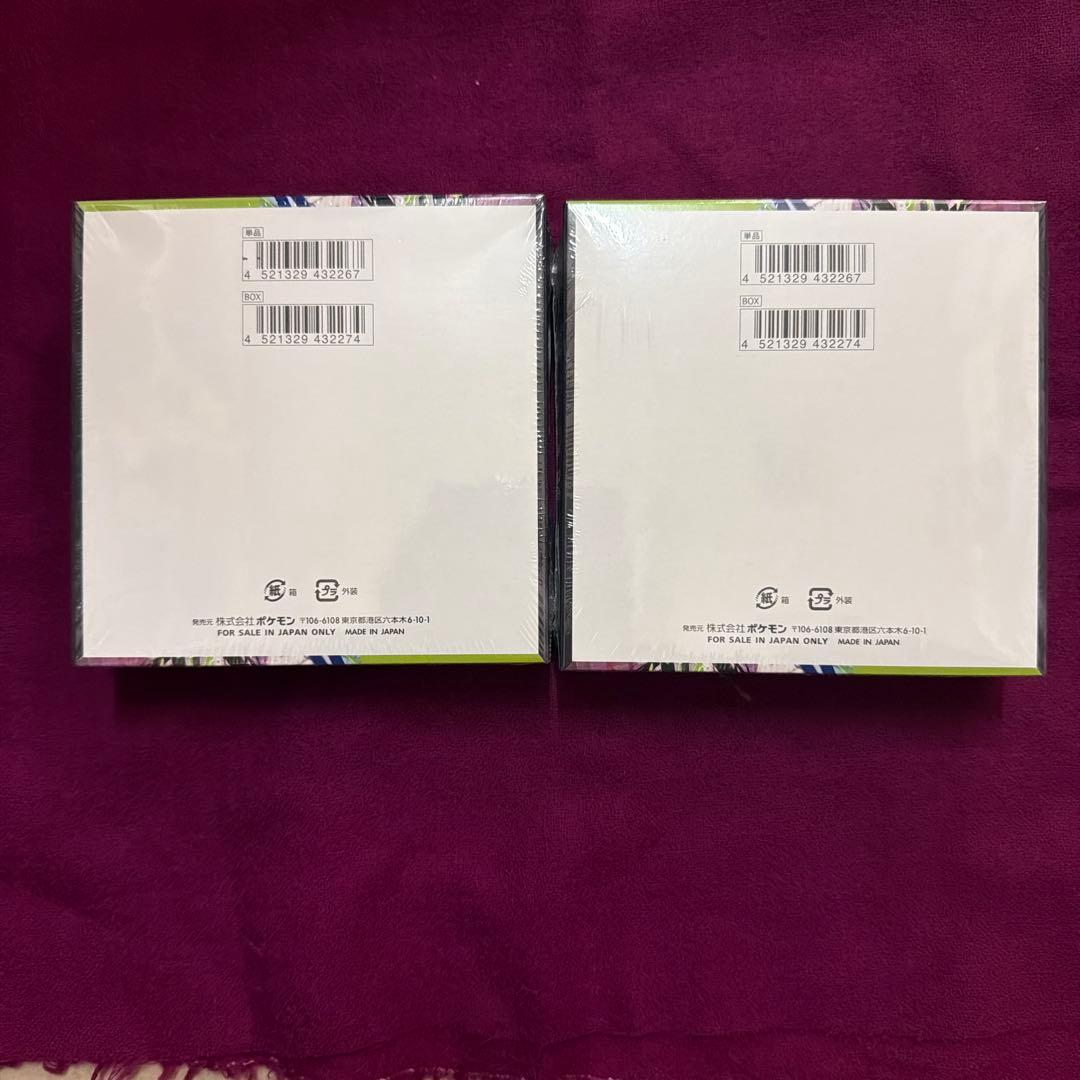 単品
4 521329 432267
BOX
4 521329 432274
紙 箱 プラ 外装
発売元 株式会社 ポケモン 〒106-6108 東京都港区六本木6-10-1
FOR SALE IN JAPAN ONLY MADE IN JAPAN
単品
4 521329 432267
BOX
4 521329 432274
紙 箱 プラ 外装
発売元 株式会社 ポケモン 〒106-6108 東京都港区六本木6-10-1
FOR SALE IN JAPAN ONLY MADE IN JAPAN